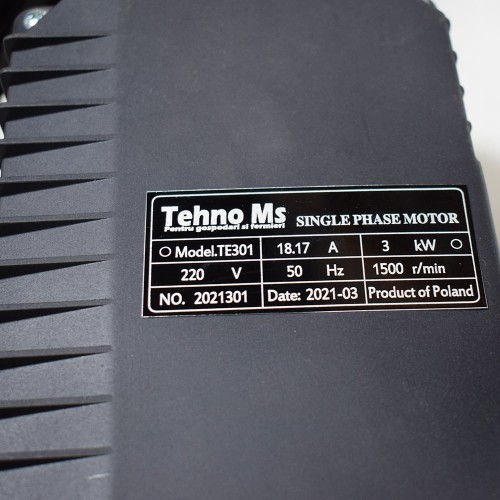 Tehno Ms SINGLE PHASE MOTOR
Pentru gospodari si fermieri
Model.TE301 18.17 A 3 kW
220 V 50 Hz 1500 r/min
NO. 2021301 Date: 2021-03 Product of Poland